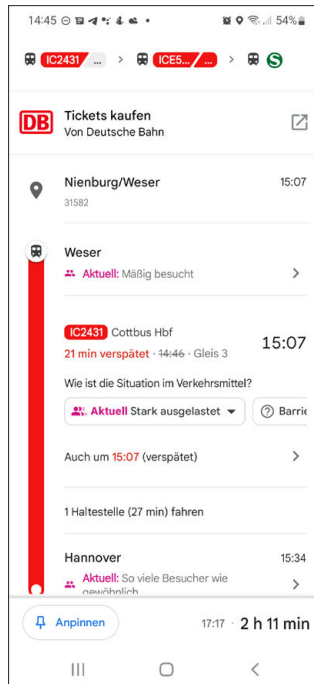 14:45
54%
IC2431 ... > ICE5... ... > S
DB
Tickets kaufen
Von Deutsche Bahn
Nienburg/Weser 15:07
31582
Weser
Aktuell: Mäßig besucht
IC2431 Cottbus Hbf 15:07
21 min verspätet · 14:46 · Gleis 3
Wie ist die Situation im Verkehrsmittel?
Aktuell Stark ausgelastet
Barrie
Auch um 15:07 (verspätet)
1 Haltestelle (27 min) fahren
Hannover 15:34
Aktuell: So viele Besucher wie
gewöhnlich
Anpinnen
17:17 · 2 h 11 min